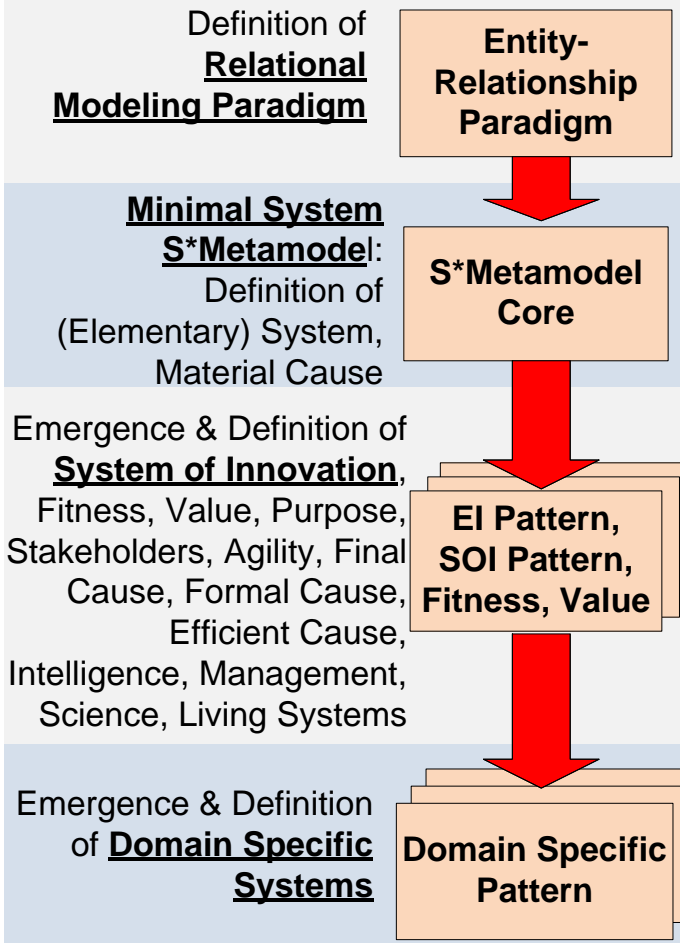 Definition of
Relational
Modeling Paradigm
Entity-
Relationship
Paradigm
Minimal System
S*Metamodel:
Definition of
(Elementary) System,
Material Cause
S*Metamodel
Core
Emergence & Definition of
System of Innovation,
Fitness, Value, Purpose,
Stakeholders, Agility, Final
Cause, Formal Cause,
Efficient Cause,
Intelligence, Management,
Science, Living Systems
EI Pattern,
SOI Pattern,
Fitness, Value
Emergence & Definition
of Domain Specific
Systems
Domain Specific
Pattern